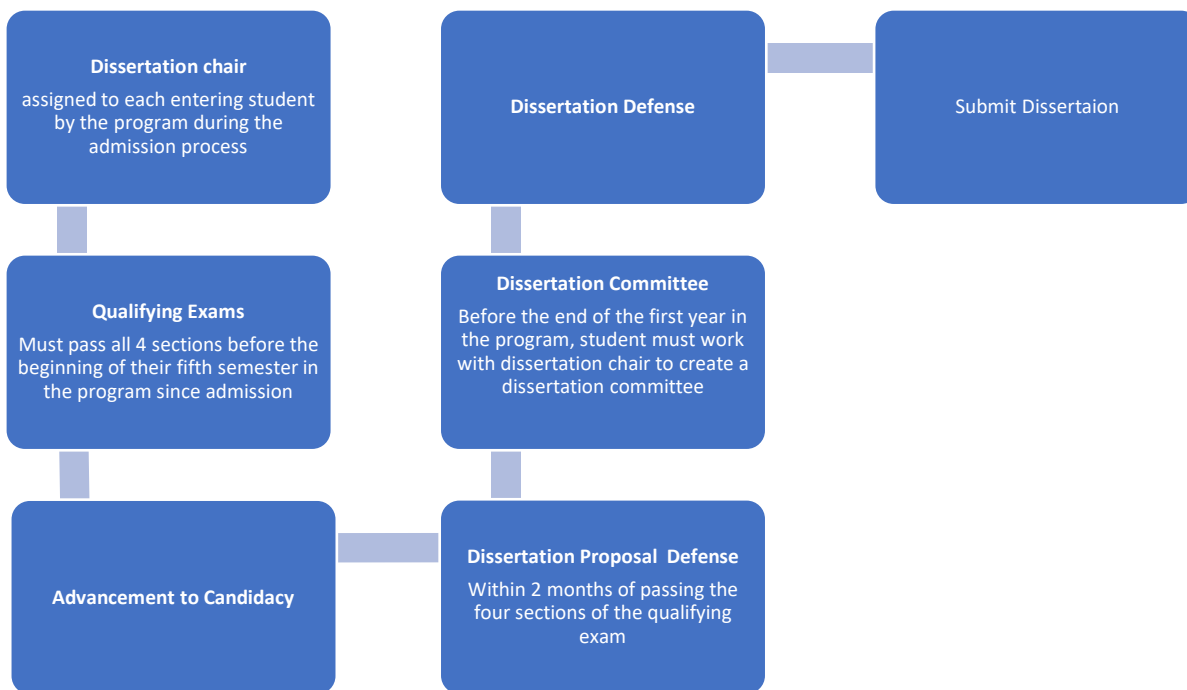 Dissertation chair
assigned to each entering student
by the program during the
admission process
Qualifying Exams
Must pass all 4 sections before the
beginning of their fifth semester in
the program since admission
Advancement to Candidacy
Dissertation Proposal  Defense
Within 2 months of passing the
four sections of the qualifying
exam
Dissertation Committee
Before the end of the first year in
the program, student must work
with dissertation chair to create a
dissertation committee
Dissertation Defense
Submit Dissertaion